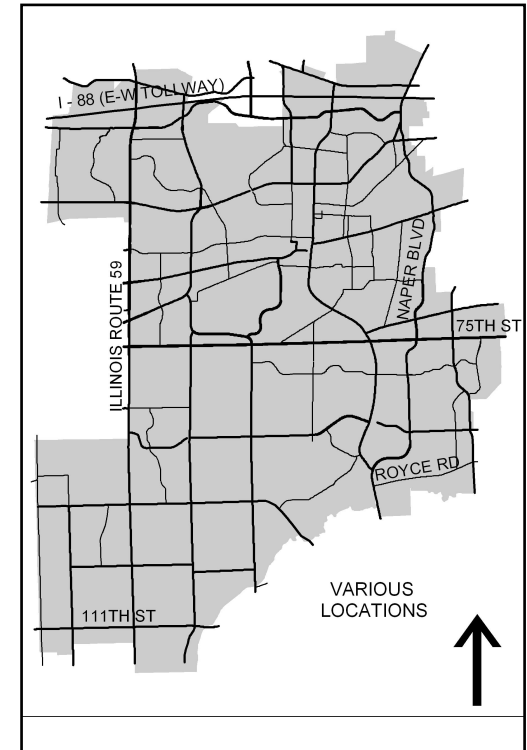 I - 88 (E-W TOLLWAY)
ILLINOIS ROUTE 59
NAPER BLVD
75TH ST
ROYCE RD
VARIOUS
LOCATIONS
111TH ST